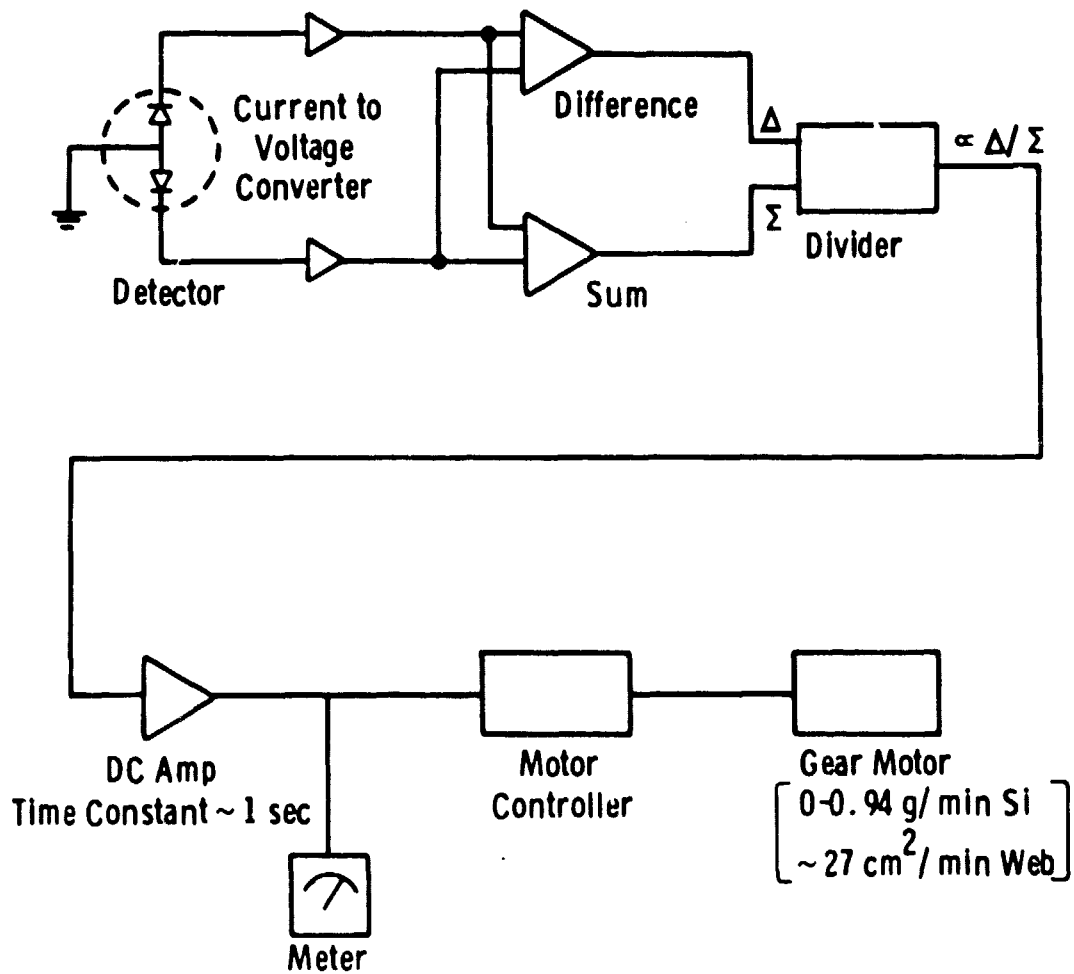 Current to
Voltage
Converter
Detector
Difference
Sum
Δ
Σ
∝ Δ/Σ
Divider
DC Amp
Time Constant ~ 1 sec
Meter
Motor
Controller
Gear Motor
0-0.94 g/min Si
~27 cm²/min Web